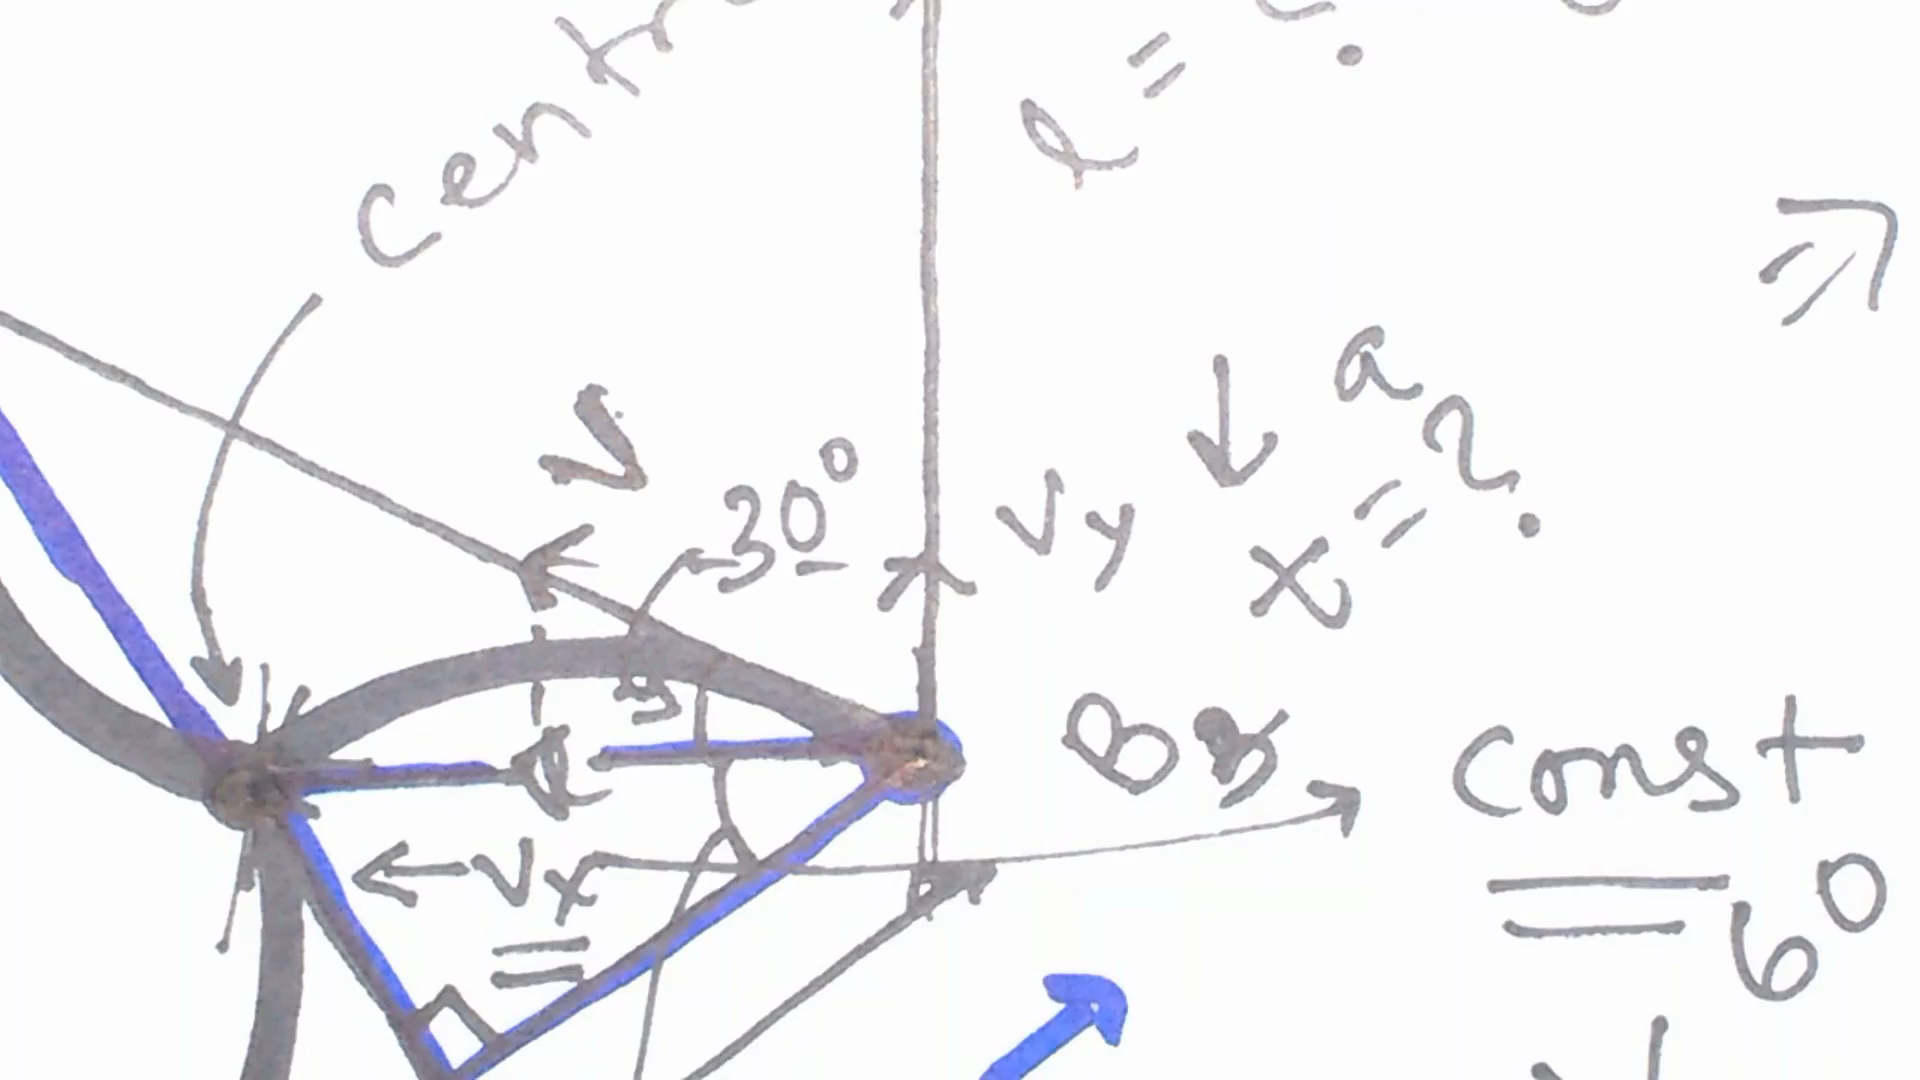 centr
l = ?
a
x = ?
V
30°
Vy
B
const
Vx
60